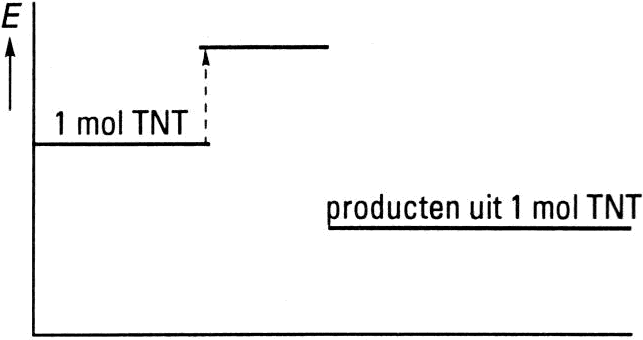 E
1 mol TNT
producten uit 1 mol TNT